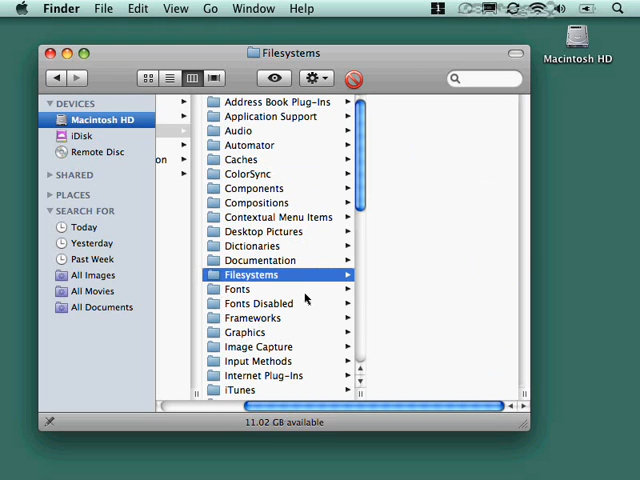 Finder File Edit View Go Window Help 1
Macintosh HD
Filesystems
DEVICES
Macintosh HD
iDisk
Remote Disc
SHARED
PLACES
SEARCH FOR
Today
Yesterday
Past Week
All Images
All Movies
All Documents
on
Address Book Plug-Ins
Application Support
Audio
Automator
Caches
ColorSync
Components
Compositions
Contextual Menu Items
Desktop Pictures
Dictionaries
Documentation
Filesystems
Fonts
Fonts Disabled
Frameworks
Graphics
Image Capture
Input Methods
Internet Plug-Ins
iTunes
11.02 GB available